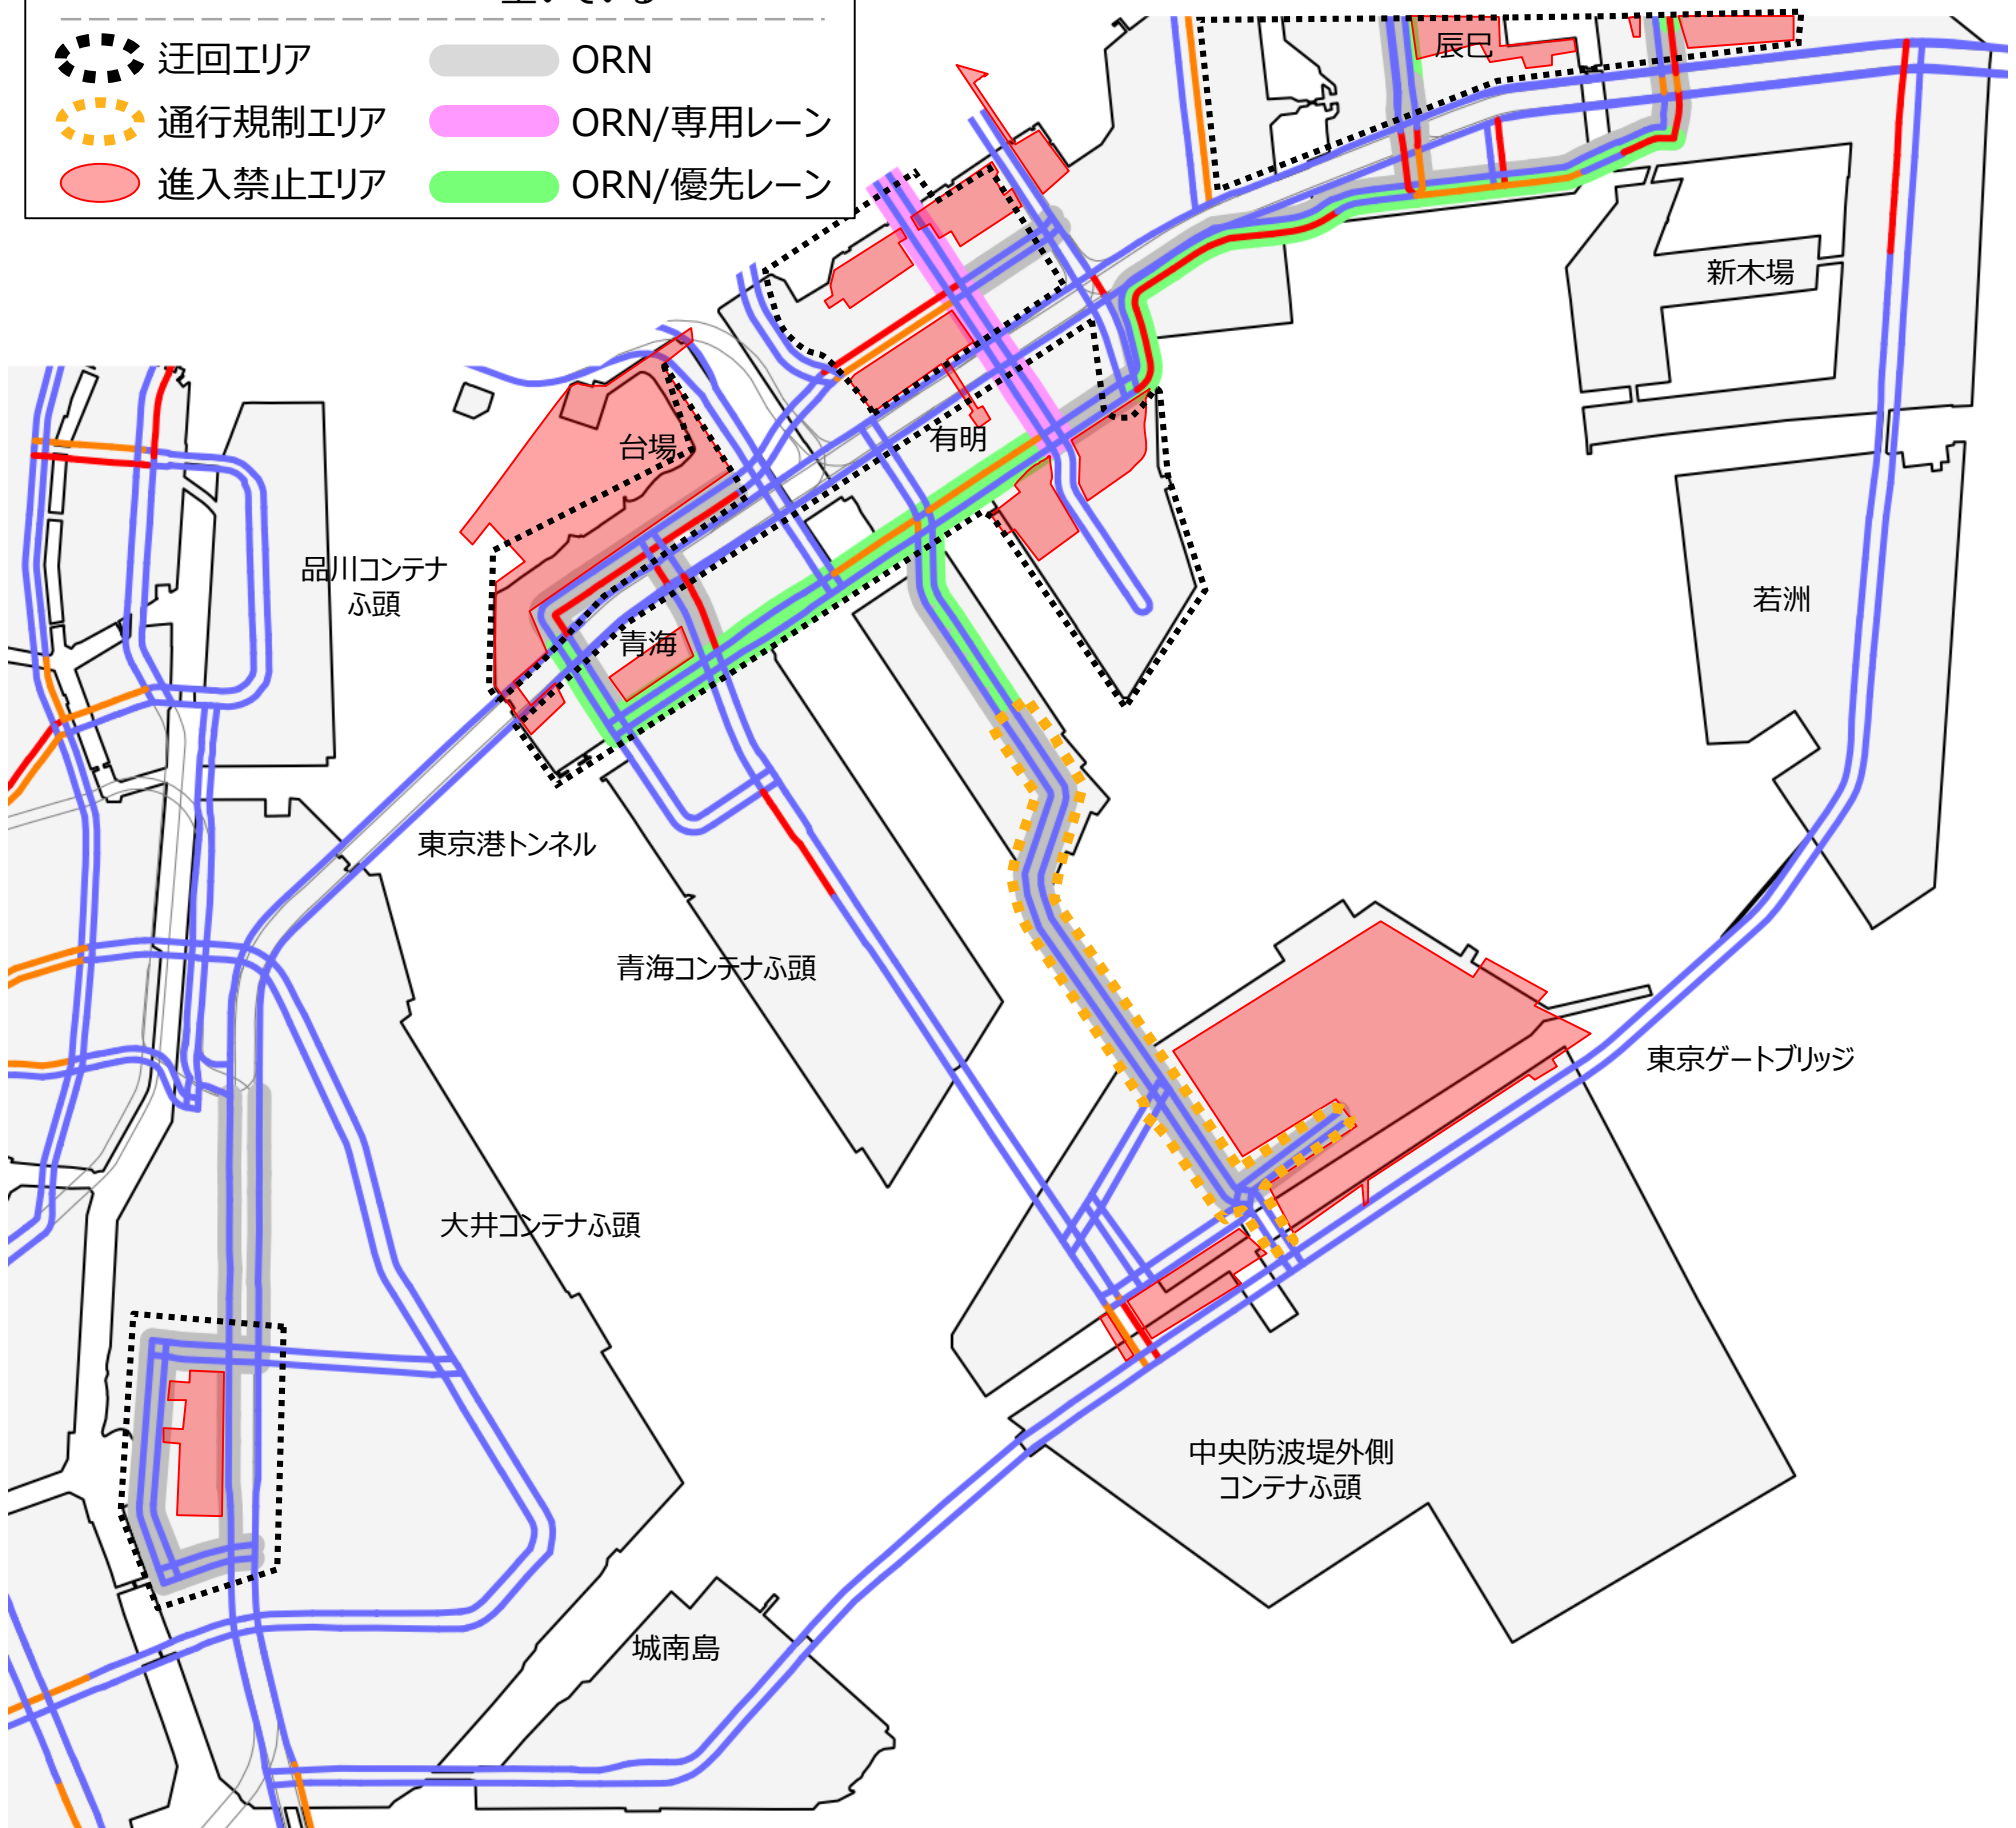 空いている
迂回エリア
ORN
通行規制エリア
ORN/専用レーン
進入禁止エリア
ORN/優先レーン
辰巳
新木場
有明
台場
品川コンテナ
ふ頭
青海
若洲
東京港トンネル
青海コンテナふ頭
東京ゲートブリッジ
大井コンテナふ頭
中央防波堤外側
コンテナふ頭
城南島